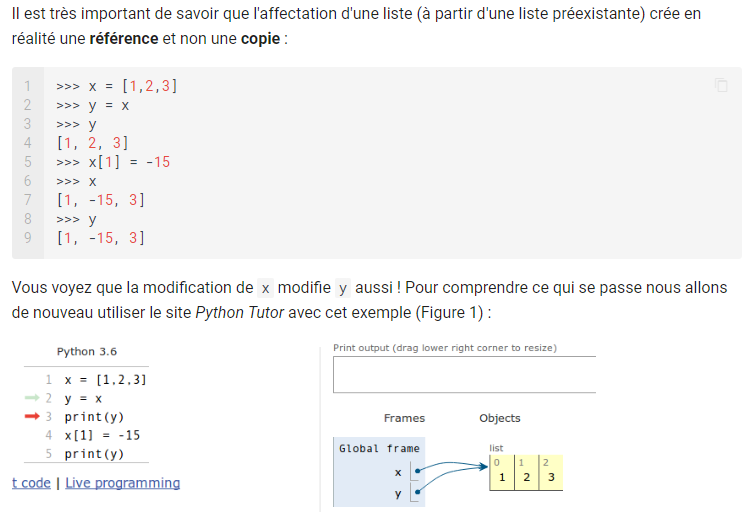 Il est très important de savoir que l'affectation d'une liste (à partir d'une liste préexistante) crée en
réalité une référence et non une copie :
1 >>> x = [1,2,3]
2 >>> y = x
3 >>> y
4 [1, 2, 3]
5 >>> x[1] = -15
6 >>> x
7 [1, -15, 3]
8 >>> y
9 [1, -15, 3]
Vous voyez que la modification de x modifie y aussi ! Pour comprendre ce qui se passe nous allons
de nouveau utiliser le site Python Tutor avec cet exemple (Figure 1) :
Python 3.6
1 x = [1,2,3]
2 y = x
3 print(y)
4 x[1] = -15
5 print(y)
t code | Live programming
Print output (drag lower right corner to resize)
Frames Objects
Global frame
x
y
list
0 1 2
1 2 3